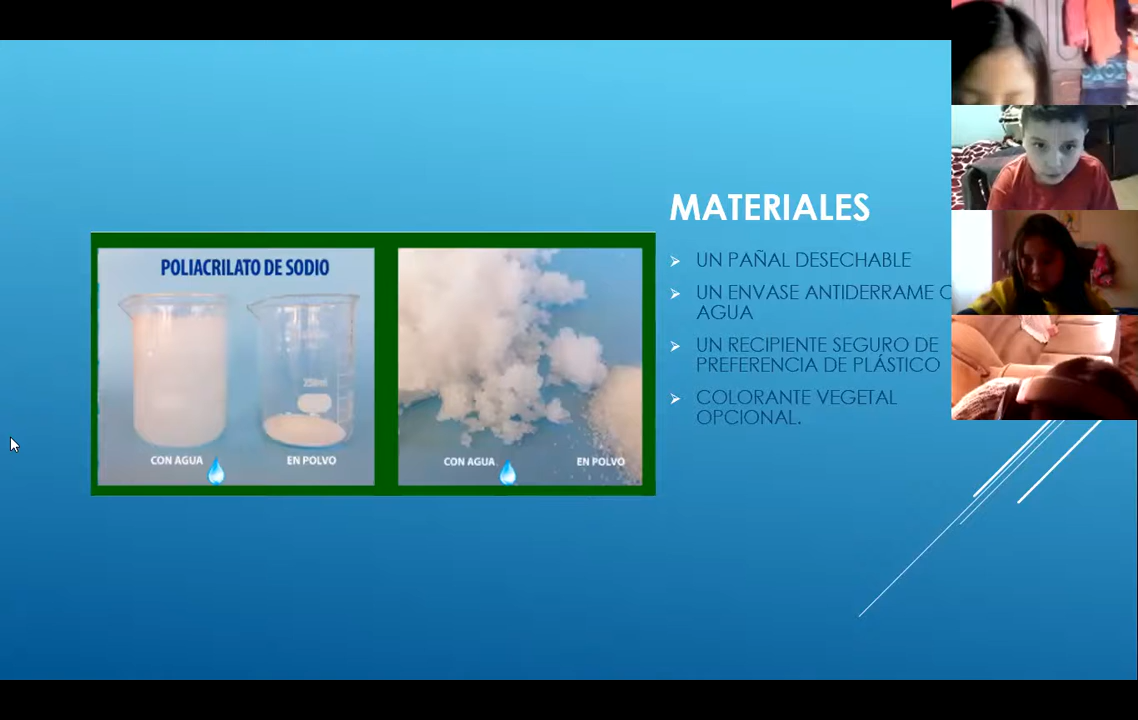 POLIACRILATO DE SODIO
250ml
CON AGUA
EN POLVO
CON AGUA
EN POLVO
MATERIALES
UN PAÑAL DESECHABLE
UN ENVASE ANTIDERRAME
AGUA
UN RECIPIENTE SEGURO DE
PREFERENCIA DE PLÁSTICO
COLORANTE VEGETAL
OPCIONAL.